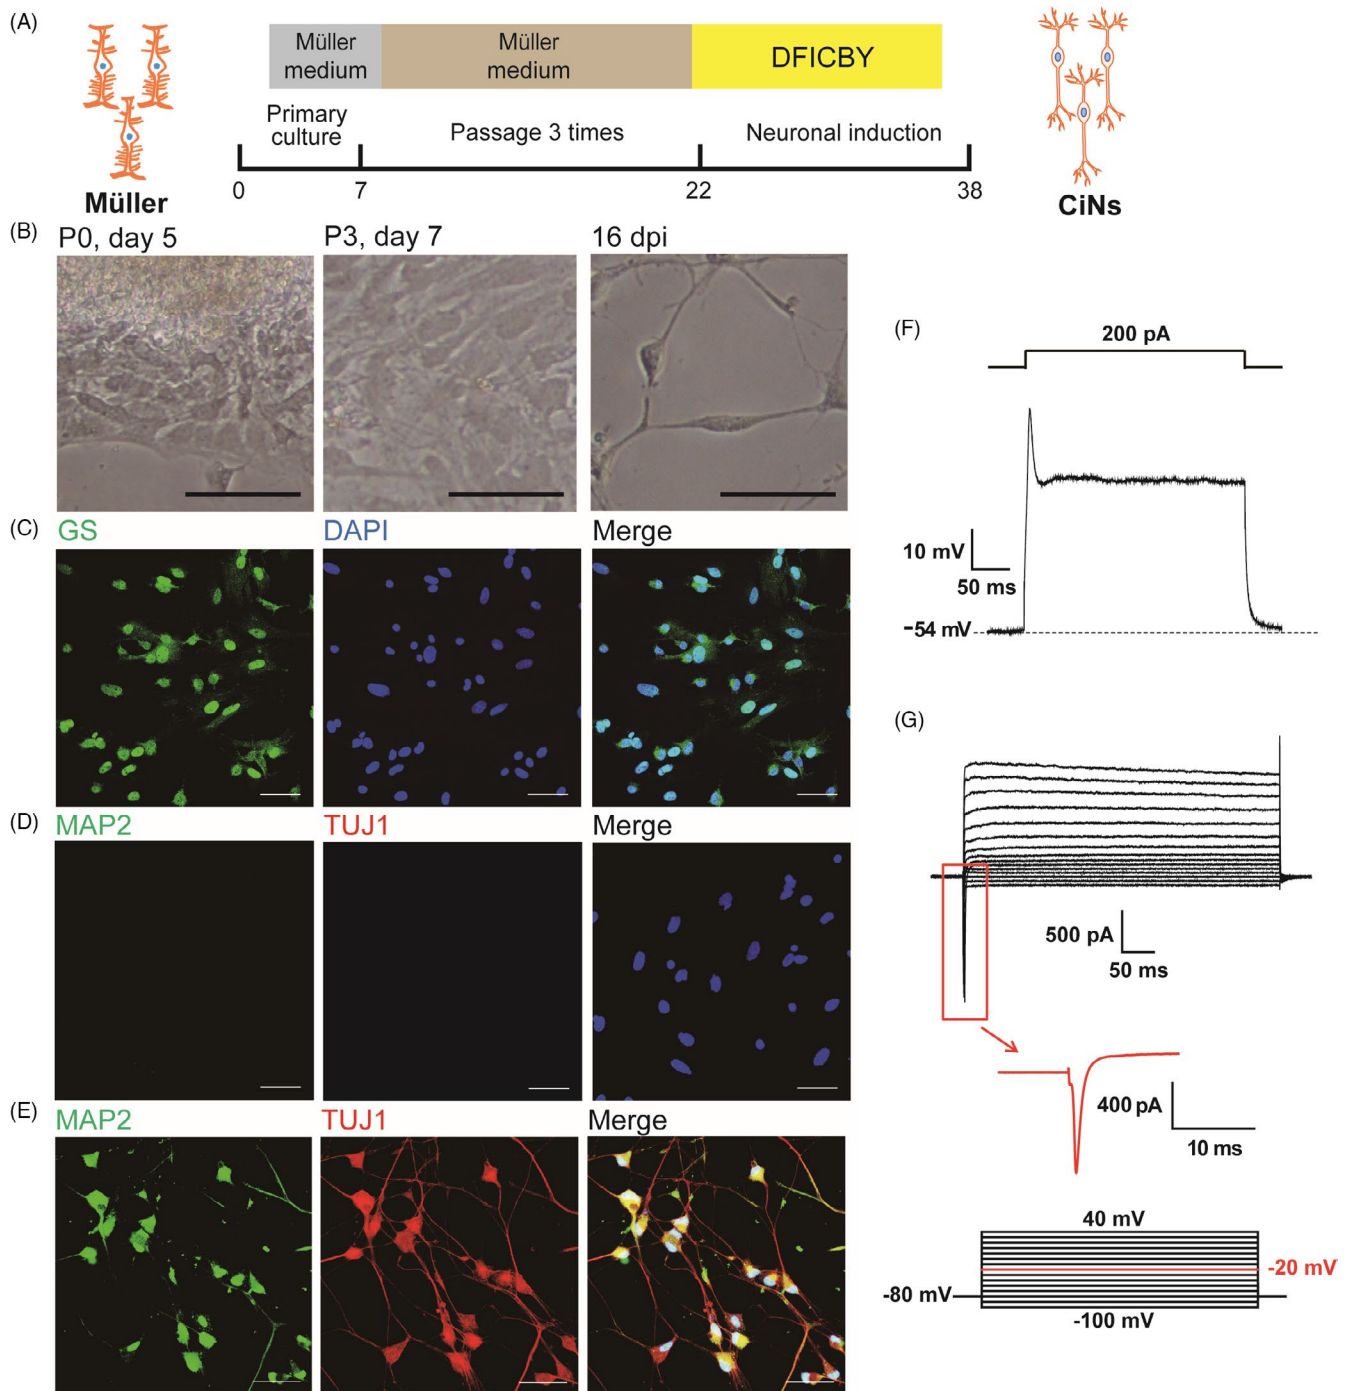 (A)
Müller
medium
Müller
medium
DFICBY
Primary
culture
Passage 3 times
Neuronal induction
0
7
22
38
Müller
CiNs
(B)
P0, day 5
P3, day 7
16 dpi
(C)
GS
DAPI
Merge
(D)
MAP2
TUJ1
Merge
(E)
MAP2
TUJ1
Merge
(F)
200 pA
10 mV
50 ms
-54 mV
(G)
500 pA
50 ms
400 pA
10 ms
40 mV
-20 mV
-80 mV
-100 mV